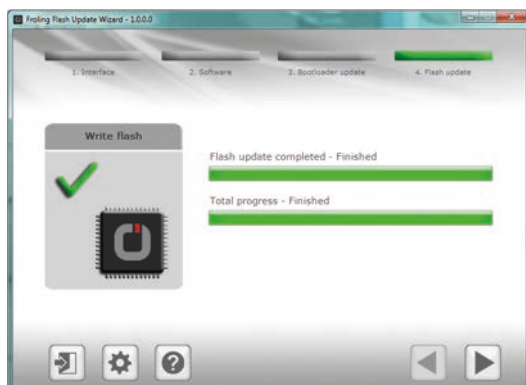 Froling Flash Update Wizard - 1.0.0.0
1. Interface
2. Software
3. Bootloader update
4. Flash update
Write flash
Flash update completed - Finished
Total progress - Finished
?